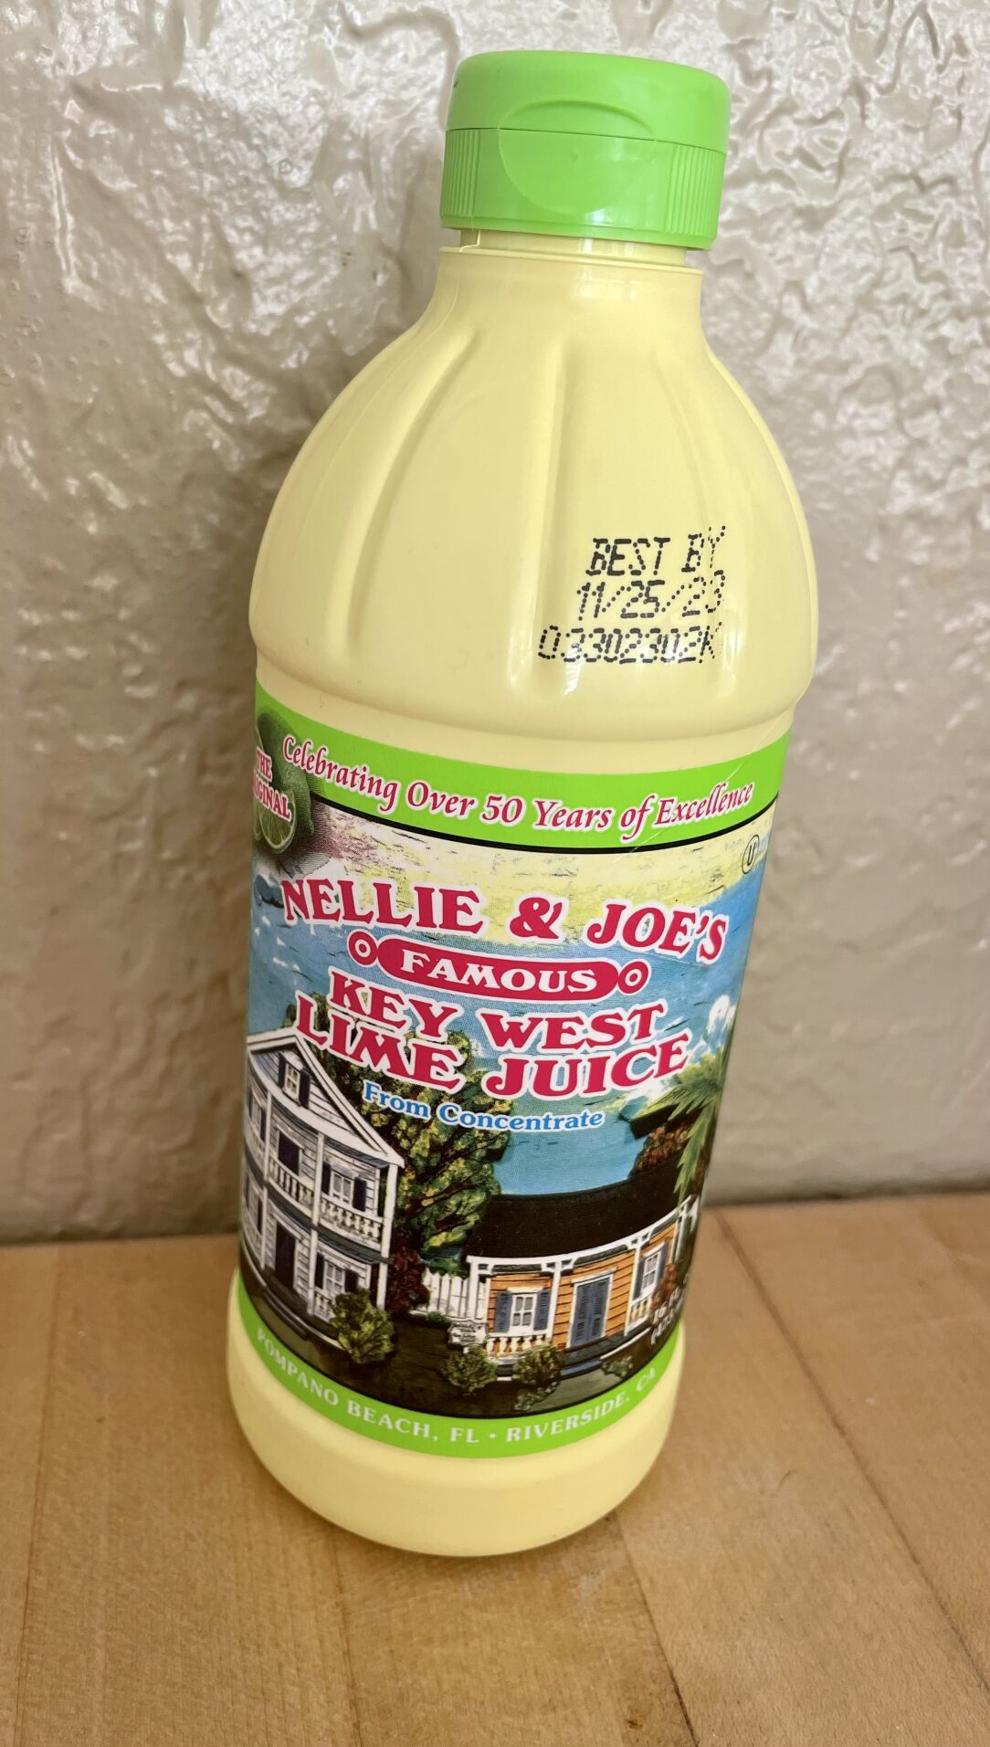 BEST BY
11/25/23
03302302K
THE
ORIGINAL
Celebrating Over 50 Years of Excellence
U
NELLIE & JOE'S
FAMOUS
KEY WEST
LIME JUICE
From Concentrate
POMPANO BEACH, FL • RIVERSIDE, CA